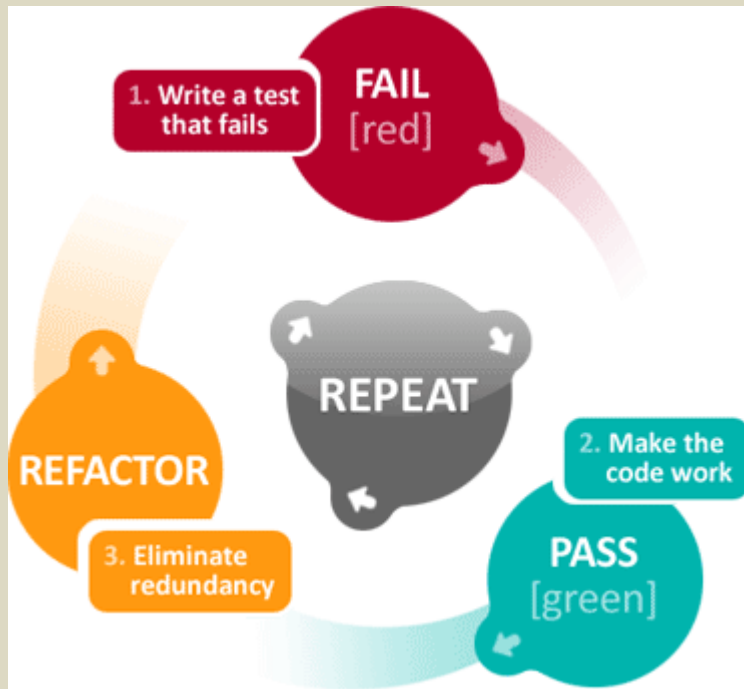 FAIL
[red]
1. Write a test
that fails
REPEAT
2. Make the
code work
PASS
[green]
REFACTOR
3. Eliminate
redundancy